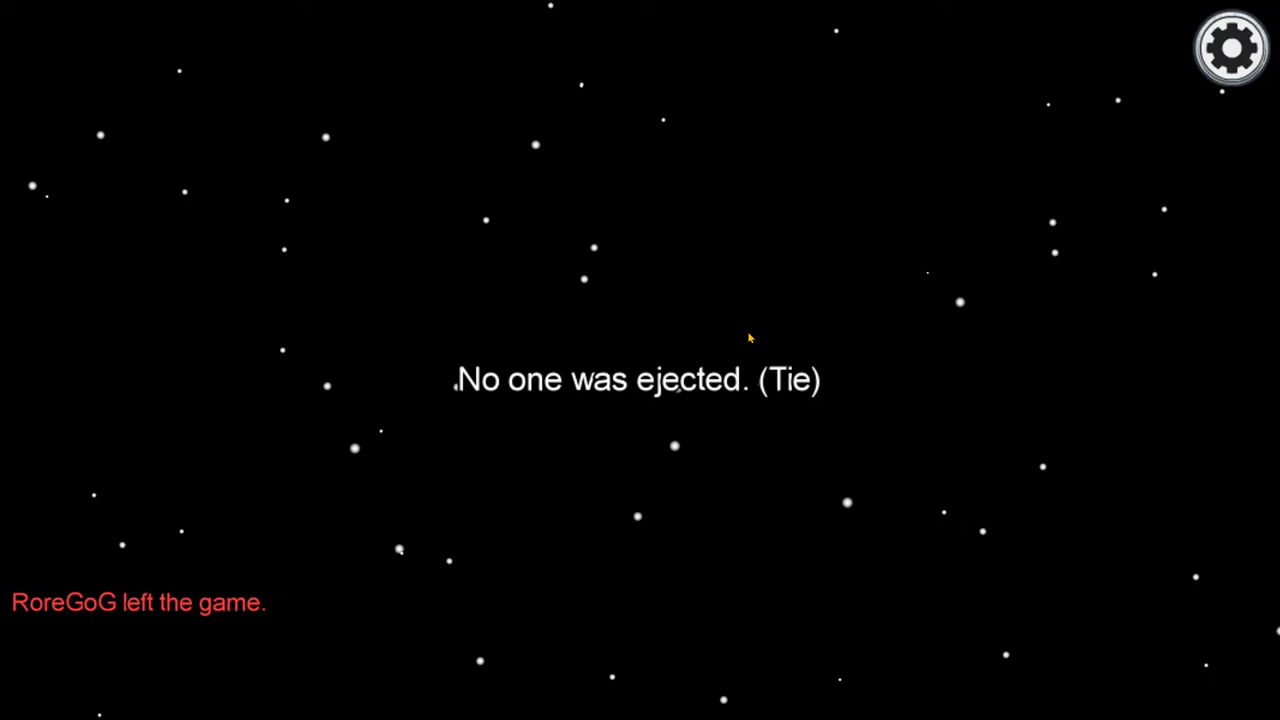 No one was ejected. (Tie)
RoreGoG left the game.